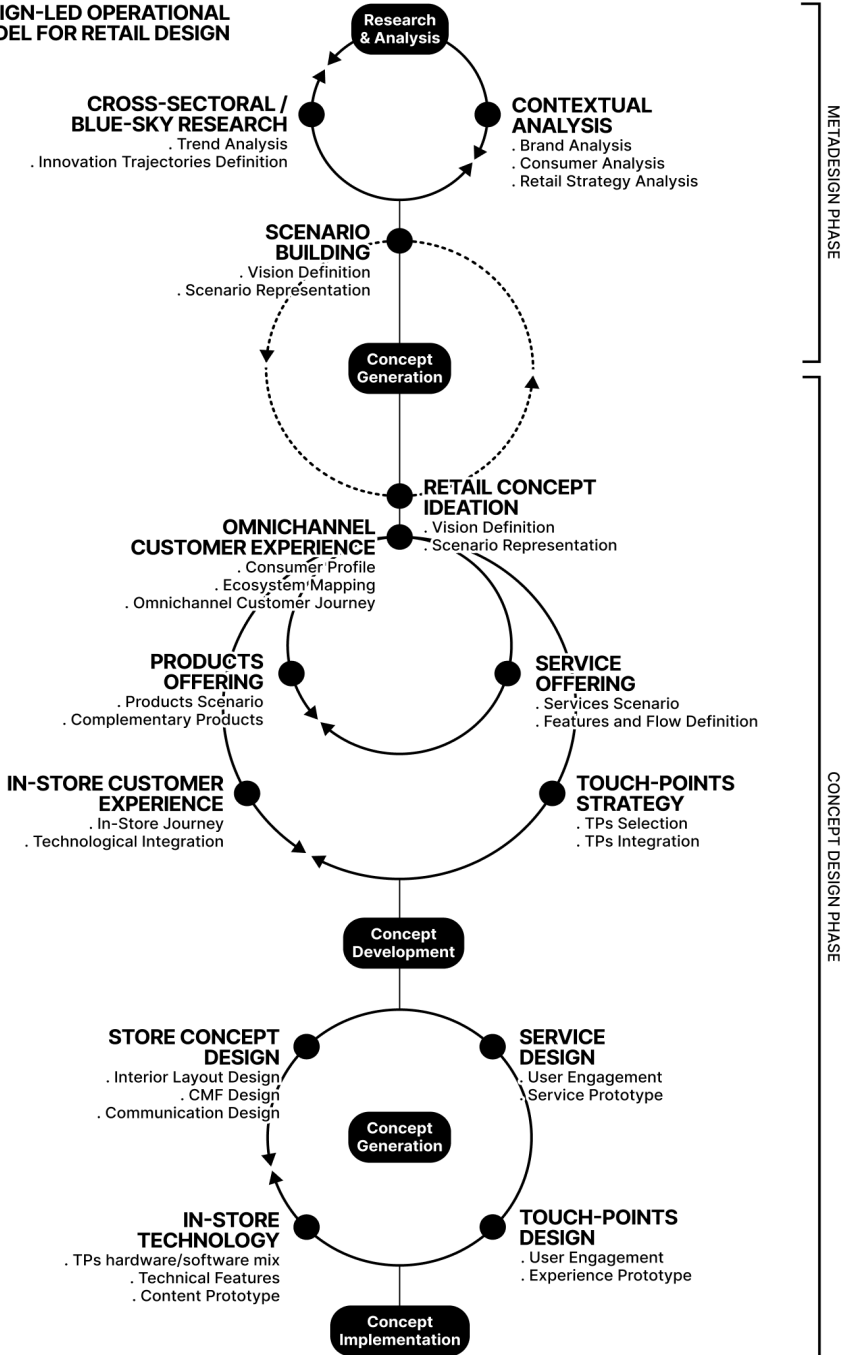 IGN-LED OPERATIONAL
DEL FOR RETAIL DESIGN
Research
& Analysis
CROSS-SECTORAL /
BLUE-SKY RESEARCH
. Trend Analysis
. Innovation Trajectories Definition
CONTEXTUAL
ANALYSIS
. Brand Analysis
. Consumer Analysis
. Retail Strategy Analysis
METADESIGN PHASE
SCENARIO
BUILDING
. Vision Definition
. Scenario Representation
Concept
Generation
RETAIL CONCEPT
IDEATION
. Vision Definition
. Scenario Representation
OMNICHANNEL
CUSTOMER EXPERIENCE
. Consumer Profile
. Ecosystem Mapping
. Omnichannel Customer Journey
PRODUCTS
OFFERING
. Products Scenario
. Complementary Products
SERVICE
OFFERING
. Services Scenario
. Features and Flow Definition
IN-STORE CUSTOMER
EXPERIENCE
. In-Store Journey
. Technological Integration
TOUCH-POINTS
STRATEGY
. TPs Selection
. TPs Integration
CONCEPT DESIGN PHASE
Concept
Development
STORE CONCEPT
DESIGN
. Interior Layout Design
. CMF Design
. Communication Design
SERVICE
DESIGN
. User Engagement
. Service Prototype
Concept
Generation
IN-STORE
TECHNOLOGY
. TPs hardware/software mix
. Technical Features
. Content Prototype
TOUCH-POINTS
DESIGN
. User Engagement
. Experience Prototype
Concept
Implementation